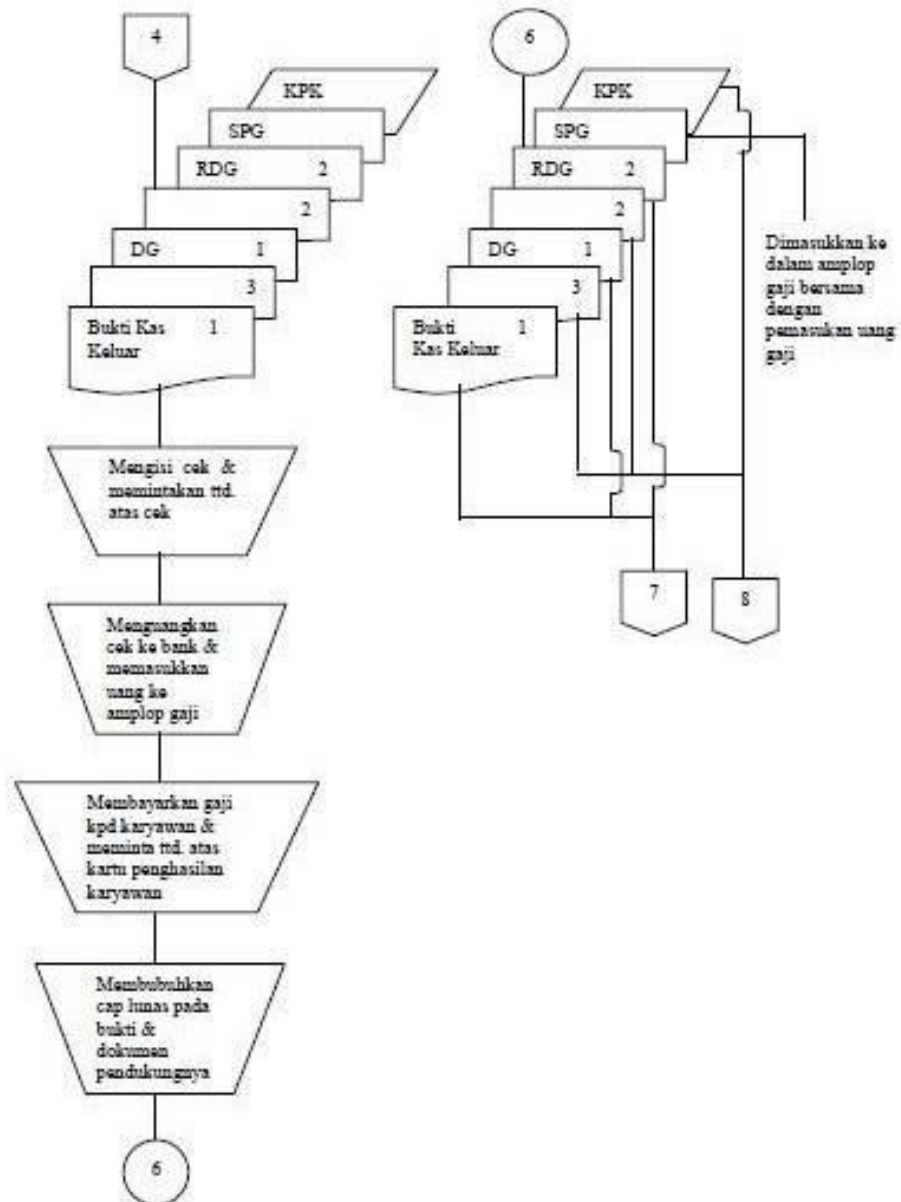 4
KPK
SPG
RDG 2
2
DG 1
3
Bukti Kas 1
Keluar
Mengisi cek &
memintakan ttd.
atas cek
Menguangkan
cek ke bank &
memasukkan
uang ke
amplop gaji
Membayarkan gaji
kpd karyawan &
meminta ttd. atas
kartu penghasilan
karyawan
Membubuhkan
cap lunas pada
bukti &
dokumen
pendukungnya
6
6
KPK
SPG
RDG 2
2
DG 1
3
Bukti 1
Kas Keluar
Dimasukkan ke
dalam amplop
gaji bersama
dengan
pemasukan uang
gaji
7
8